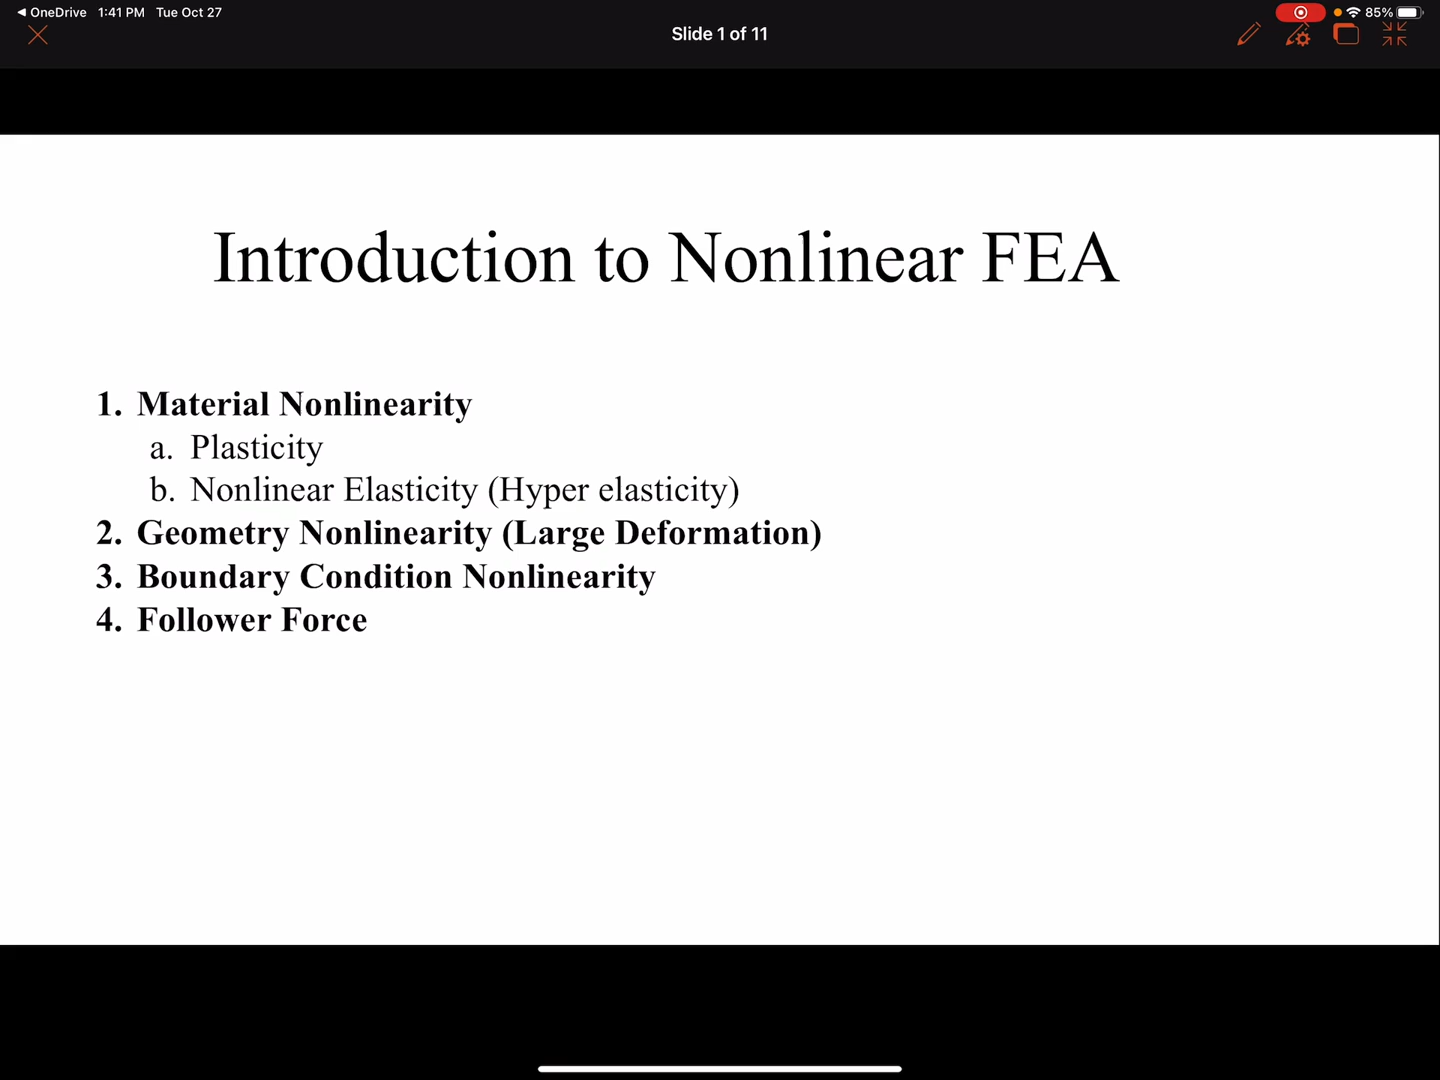 ◀ OneDrive 1:41 PM Tue Oct 27
85%
Slide 1 of 11
Introduction to Nonlinear FEA
1. Material Nonlinearity
a. Plasticity
b. Nonlinear Elasticity (Hyper elasticity)
2. Geometry Nonlinearity (Large Deformation)
3. Boundary Condition Nonlinearity
4. Follower Force